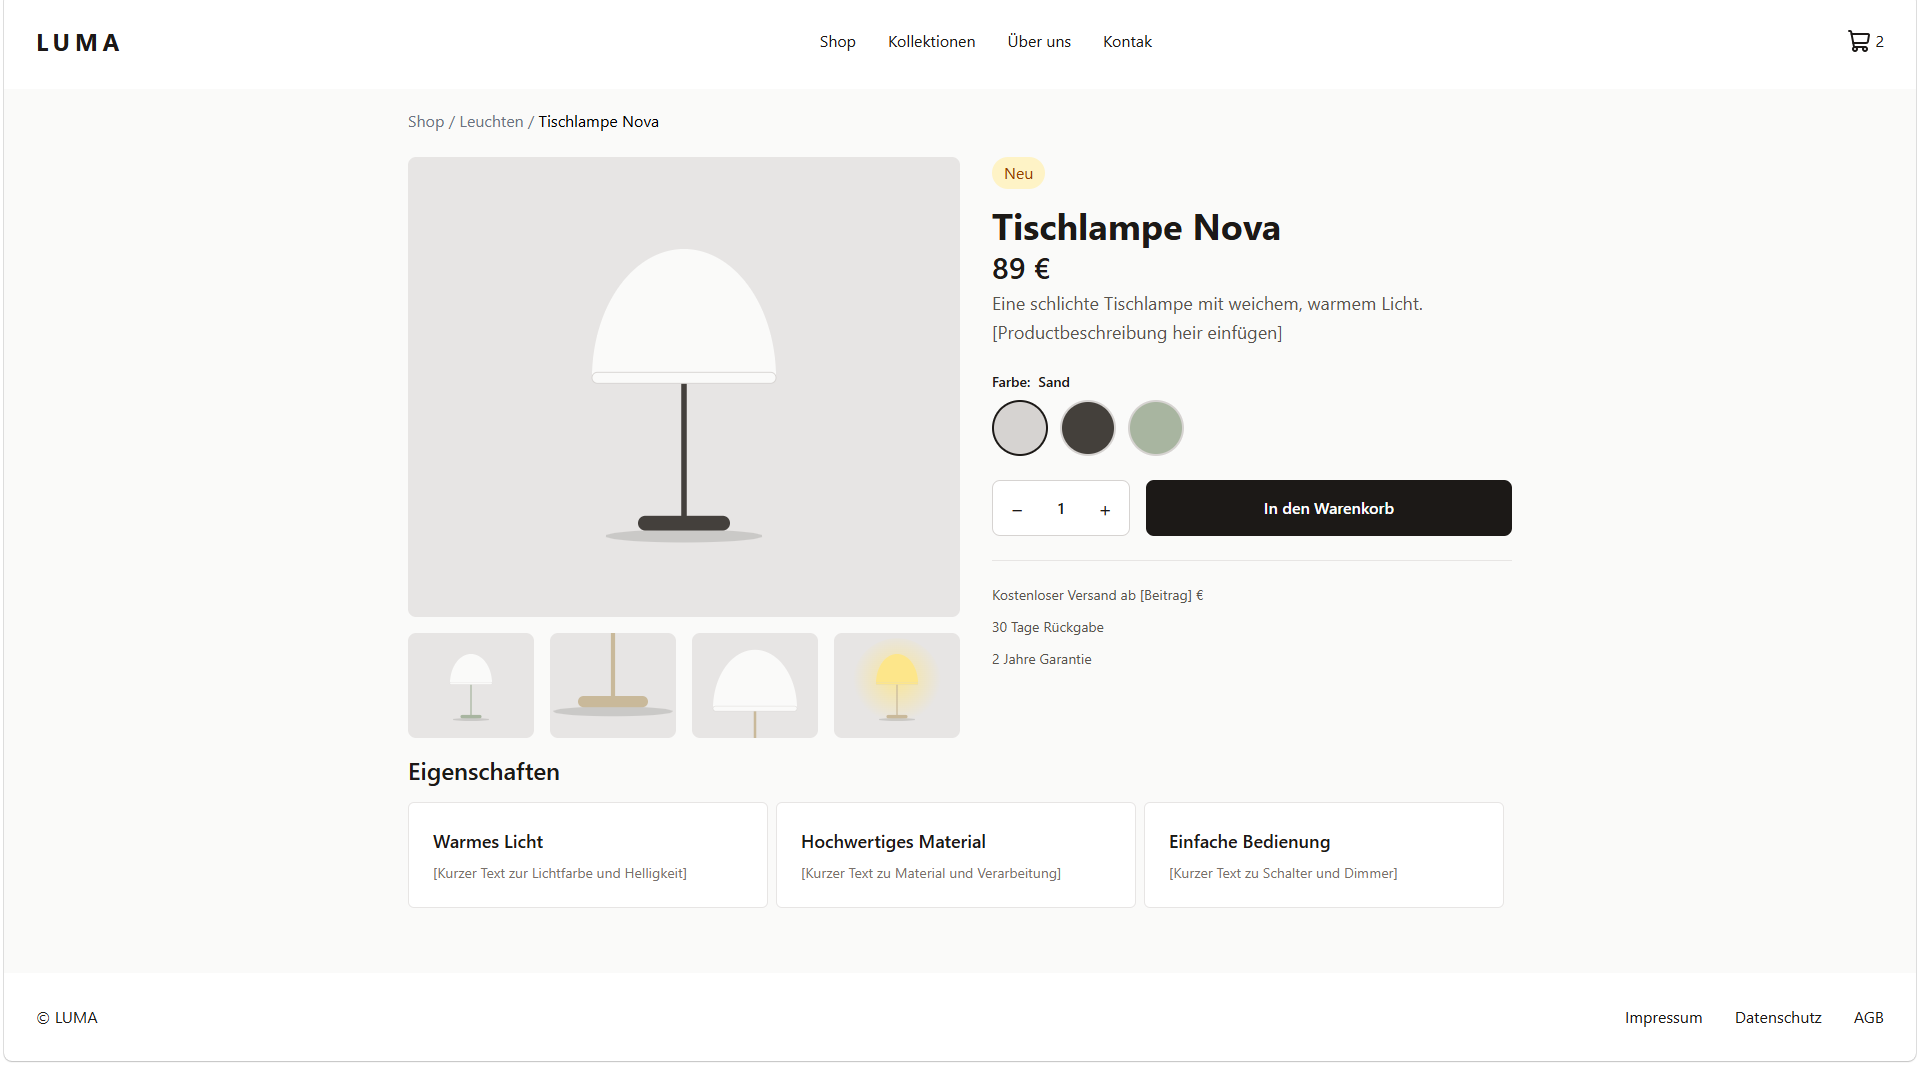 LUMA
Shop Kollektionen Über uns Kontak
2
Shop / Leuchten / Tischlampe Nova
Neu
Tischlampe Nova
89 €
Eine schlichte Tischlampe mit weichem, warmem Licht.
[Productbeschreibung heir einfügen]
Farbe: Sand
− 1 +
In den Warenkorb
Kostenloser Versand ab [Beitrag] €
30 Tage Rückgabe
2 Jahre Garantie
Eigenschaften
Warmes Licht
[Kurzer Text zur Lichtfarbe und Helligkeit]
Hochwertiges Material
[Kurzer Text zu Material und Verarbeitung]
Einfache Bedienung
[Kurzer Text zu Schalter und Dimmer]
© LUMA
Impressum Datenschutz AGB